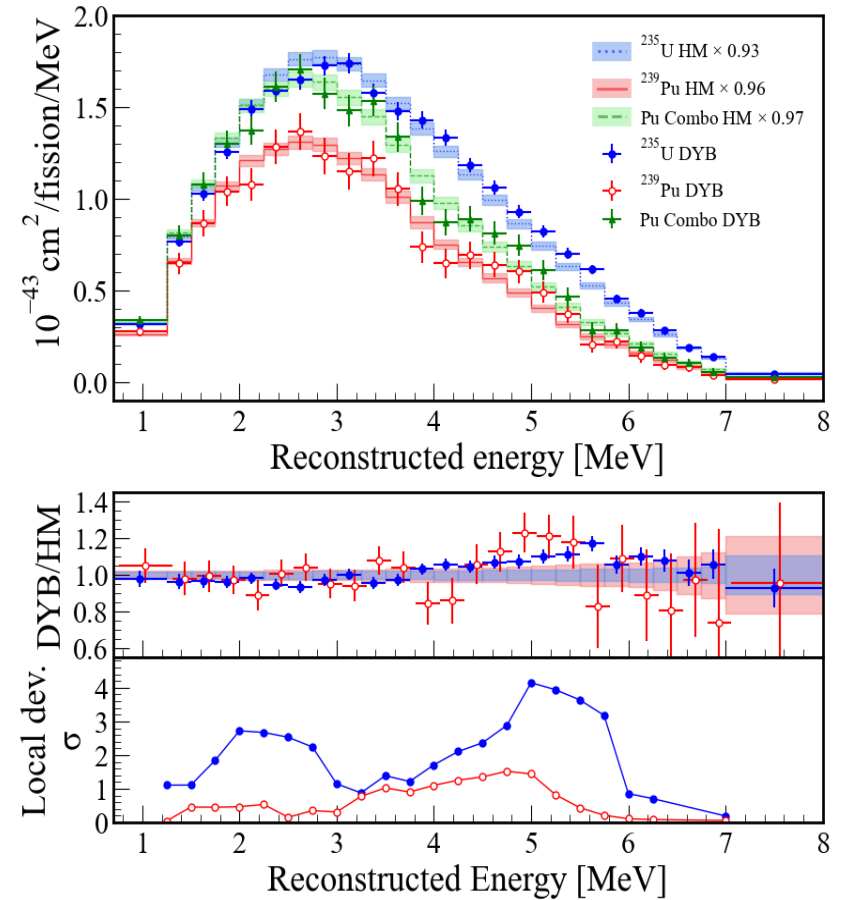 2.0
1.5
1.0
0.5
0.0
10⁻⁴³ cm²/fission/MeV
²³⁵U HM × 0.93
²³⁹Pu HM × 0.96
Pu Combo HM × 0.97
²³⁵U DYB
²³⁹Pu DYB
Pu Combo DYB
1 2 3 4 5 6 7 8
Reconstructed energy [MeV]
1.4
1.2
1.0
0.8
0.6
DYB/HM
4
3
2
1
0
Local dev.
σ
1 2 3 4 5 6 7 8
Reconstructed Energy [MeV]